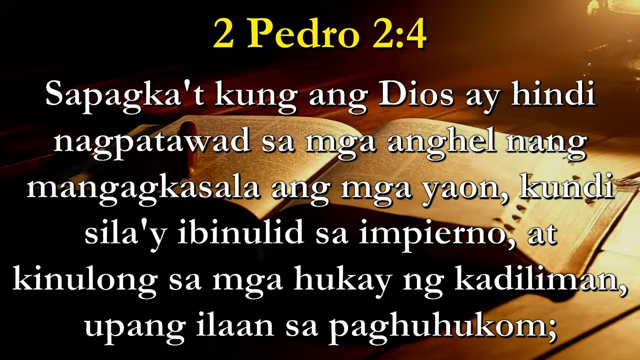 2 Pedro 2:4
Sapagka't kung ang Dios ay hindi
nagpatawad sa mga anghel nang
mangagkasala ang mga yaon, kundi
sila'y ibinulid sa impierno, at
kinulong sa mga hukay ng kadiliman,
upang ilaan sa paghuhukom;